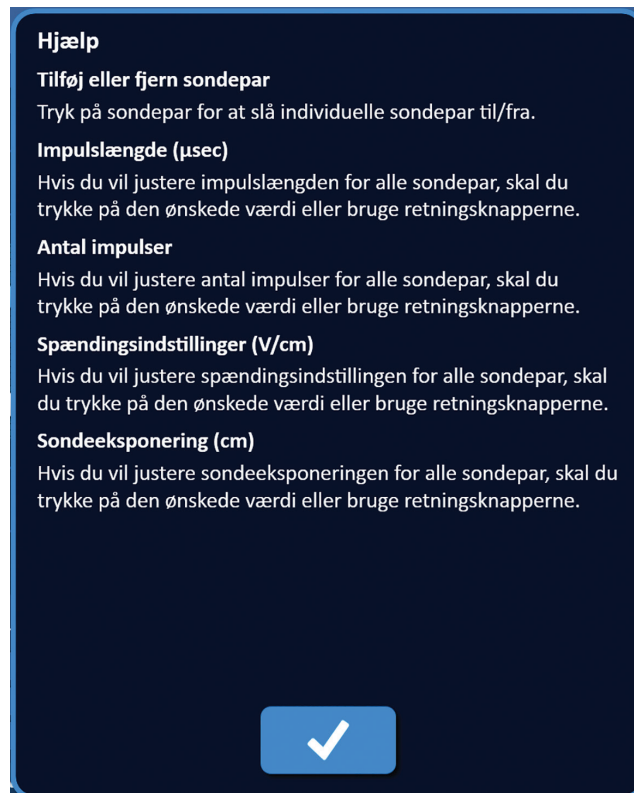 Hjælp
Tilføj eller fjern sondepar
Tryk på sondepar for at slå individuelle sondepar til/fra.
Impulslængde (µsec)
Hvis du vil justere impulslængden for alle sondepar, skal du
trykke på den ønskede værdi eller bruge retningsknapperne.
Antal impulser
Hvis du vil justere antal impulser for alle sondepar, skal du
trykke på den ønskede værdi eller bruge retningsknapperne.
Spændingsindstillinger (V/cm)
Hvis du vil justere spændingsindstillingen for alle sondepar, skal
du trykke på den ønskede værdi eller bruge retningsknapperne.
Sondeeksponering (cm)
Hvis du vil justere sondeeksponeringen for alle sondepar, skal du
trykke på den ønskede værdi eller bruge retningsknapperne.